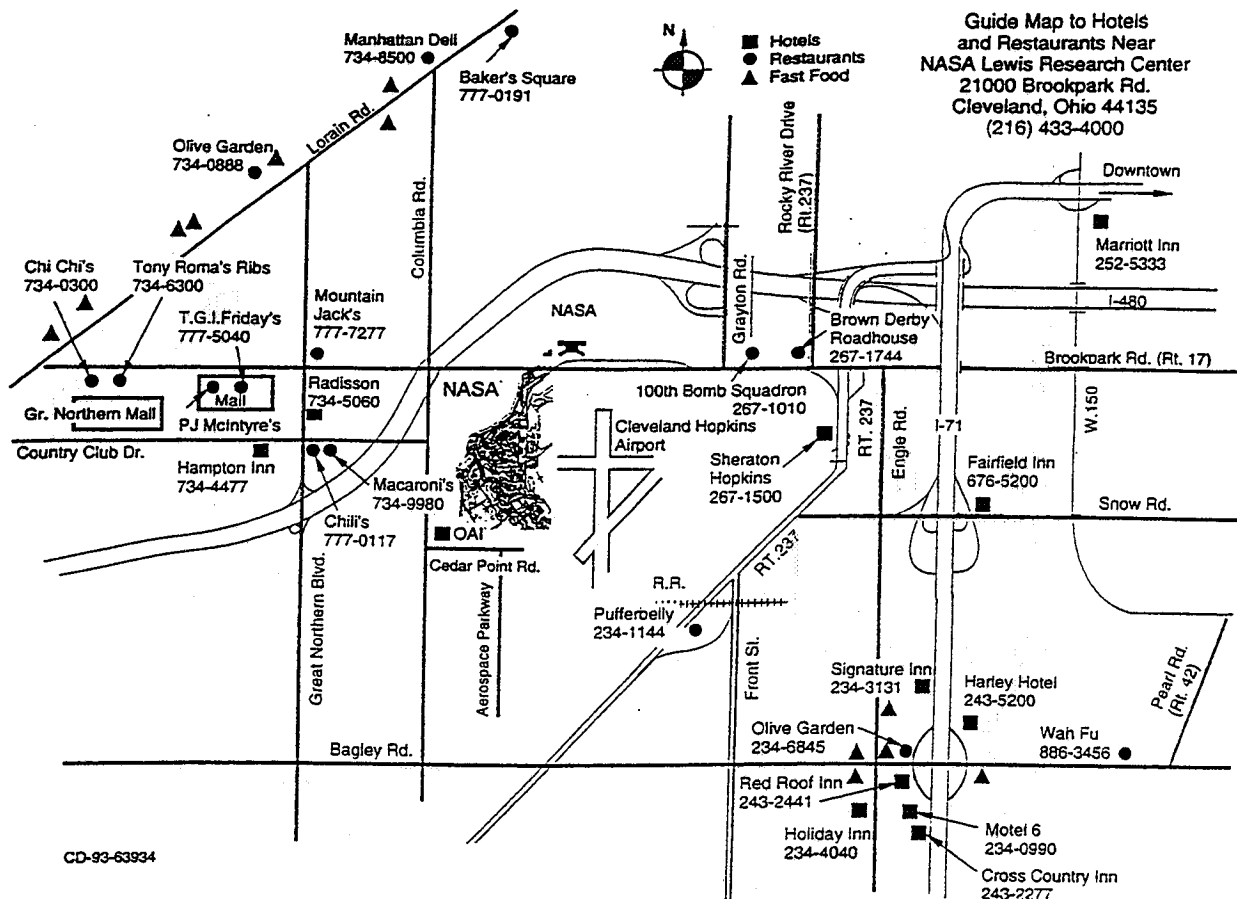 Guide Map to Hotels
and Restaurants Near
NASA Lewis Research Center
21000 Brookpark Rd.
Cleveland, Ohio 44135
(216) 433-4000
N
Hotels
Restaurants
Fast Food
Manhattan Deli
734-8500
Baker's Square
777-0191
Lorain Rd.
Olive Garden
734-0888
Columbia Rd.
Rocky River Drive
(Rt.237)
Grayton Rd.
Downtown
Marriott Inn
252-5333
I-480
Chi Chi's
734-0300
Tony Roma's Ribs
734-6300
T.G.I.Friday's
777-5040
Mountain
Jack's
777-7277
NASA
Brown Derby
Roadhouse
267-1744
Brookpark Rd. (Rt. 17)
Gr. Northern Mall
Mall
PJ McIntyre's
Radisson
734-5060
NASA
100th Bomb Squadron
267-1010
Country Club Dr.
Hampton Inn
734-4477
Macaroni's
734-9980
Chili's
777-0117
Cleveland Hopkins
Airport
Sheraton
Hopkins
267-1500
RT. 237
Engle Rd.
I-71
W.150
Fairfield Inn
676-5200
Snow Rd.
OAI
Cedar Point Rd.
RT.237
R.R.
Great Northern Blvd.
Aerospace Parkway
Pufferbelly
234-1144
Front St.
Signature Inn
234-3131
Harley Hotel
243-5200
Pearl Rd.
(Rt. 42)
Bagley Rd.
Olive Garden
234-6845
Wah Fu
886-3456
Red Roof Inn
243-2441
Holiday Inn
234-4040
Motel 6
234-0990
Cross Country Inn
243-2277
CD-93-63934